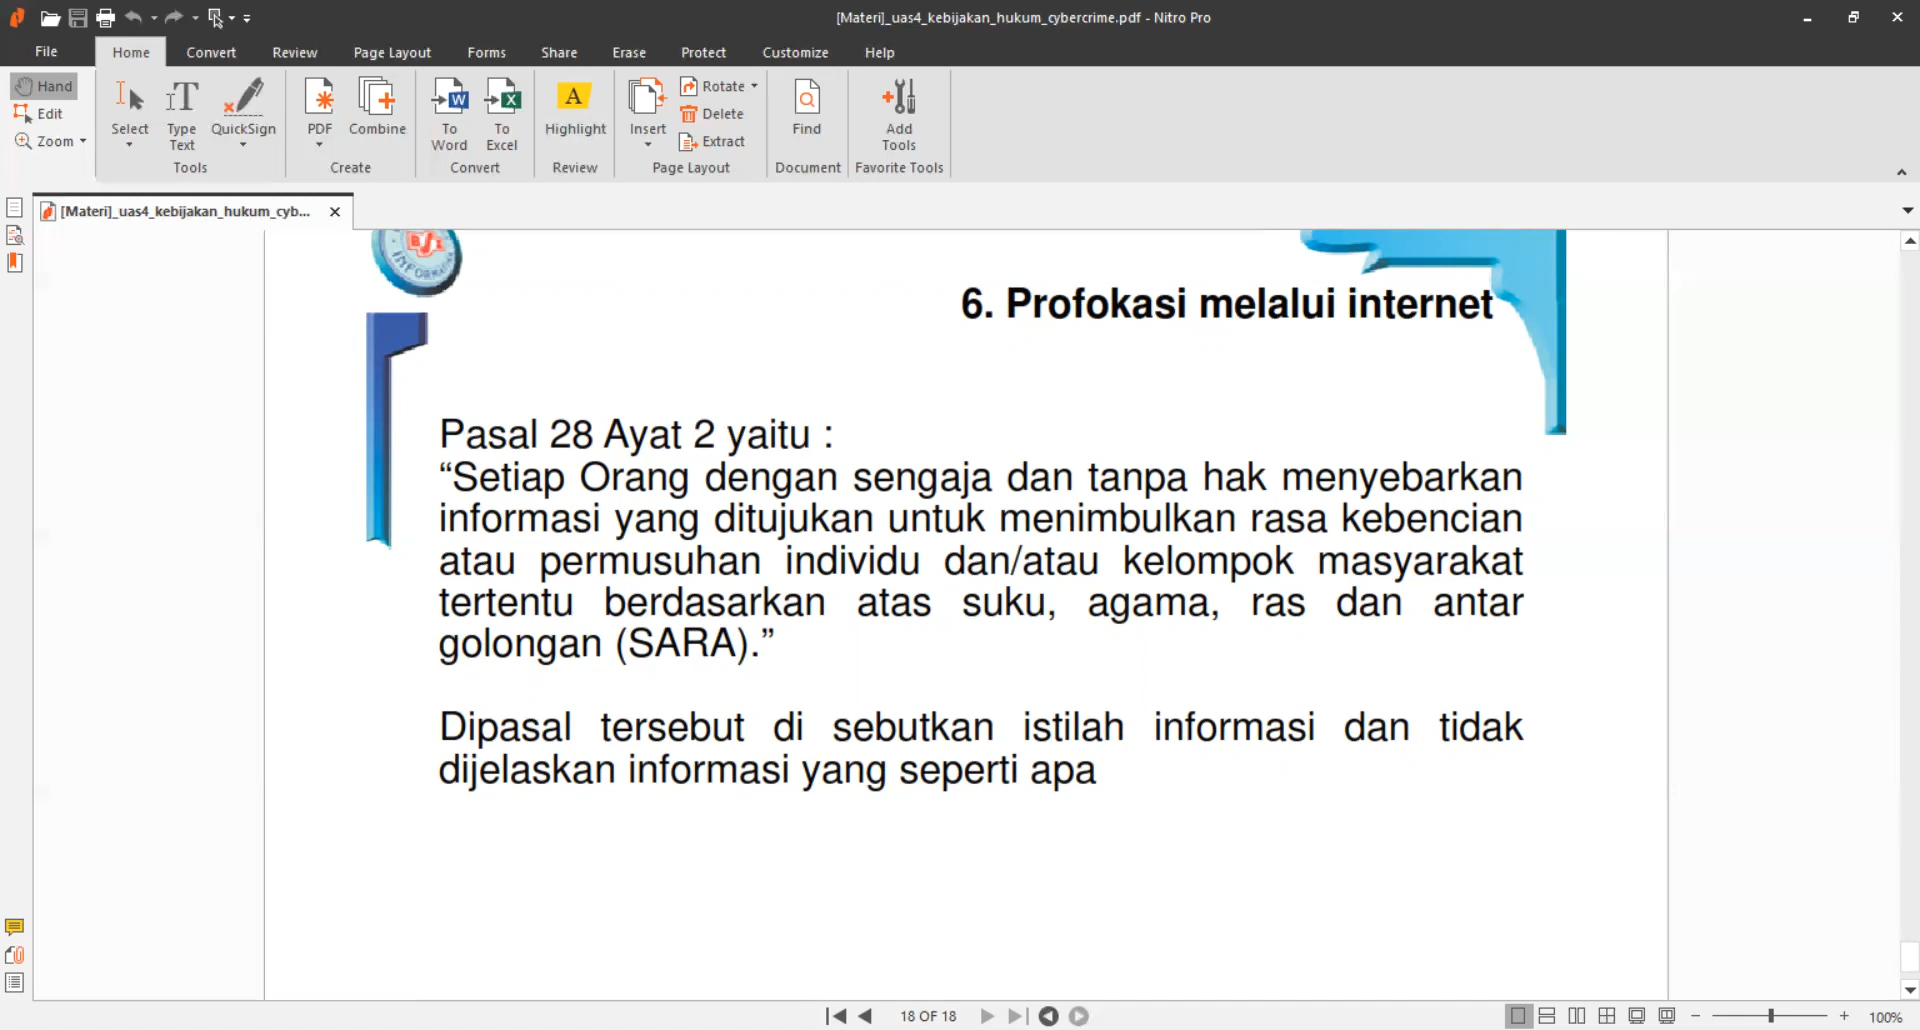 [Materi]_uas4_kebijakan_hukum_cybercrime.pdf - Nitro Pro
File Home Convert Review Page Layout Forms Share Erase Protect Customize Help
Hand
Edit
Zoom
Select
Type Text
QuickSign
Tools
PDF
Combine
Create
To Word
To Excel
Convert
A
Highlight
Review
Insert
Rotate
Delete
Extract
Page Layout
Find
Document
Add Tools
Favorite Tools
[Materi]_uas4_kebijakan_hukum_cyb...
BSI
INFORMATIKA
6. Profokasi melalui internet
Pasal 28 Ayat 2 yaitu :
“Setiap Orang dengan sengaja dan tanpa hak menyebarkan
informasi yang ditujukan untuk menimbulkan rasa kebencian
atau permusuhan individu dan/atau kelompok masyarakat
tertentu berdasarkan atas suku, agama, ras dan antar
golongan (SARA).”
Dipasal tersebut di sebutkan istilah informasi dan tidak
dijelaskan informasi yang seperti apa
18 OF 18
100%